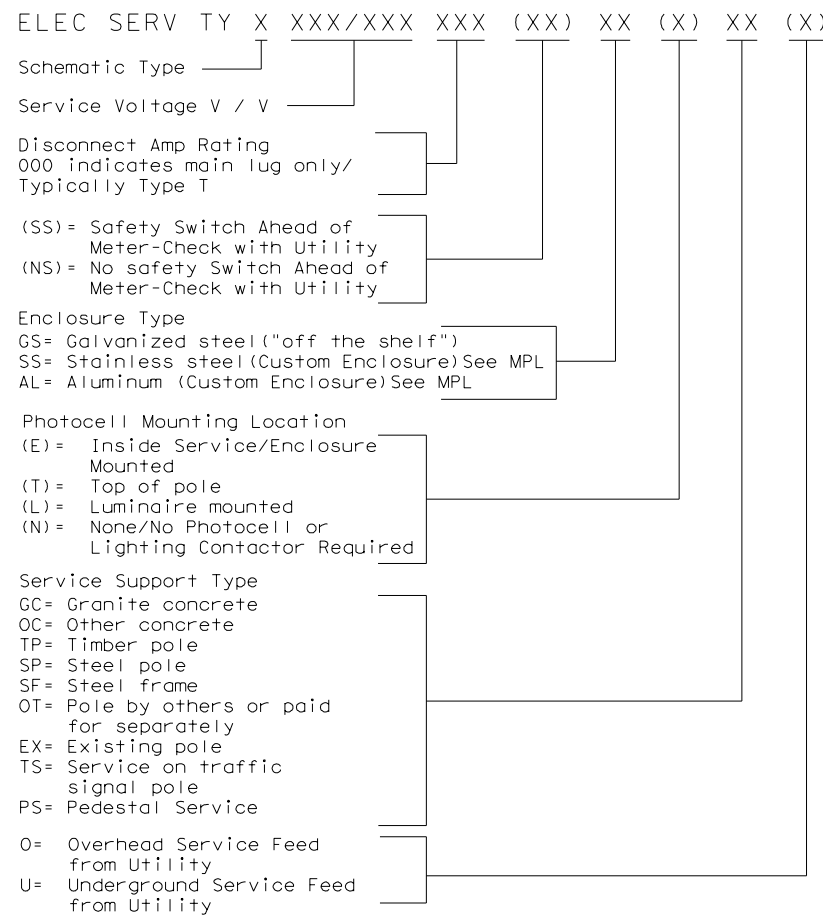 ELEC SERV TY X XXX/XXX XXX (XX) XX (X) XX (X)
Schematic Type
Service Voltage V / V
Disconnect Amp Rating
000 indicates main lug only/
Typically Type T
(SS)= Safety Switch Ahead of
Meter-Check with Utility
(NS)= No safety Switch Ahead of
Meter-Check with Utility
Enclosure Type
GS= Galvanized steel("off the shelf")
SS= Stainless steel(Custom Enclosure)See MPL
AL= Aluminum (Custom Enclosure)See MPL
Photocell Mounting Location
(E)= Inside Service/Enclosure
Mounted
(T)= Top of pole
(L)= Luminaire mounted
(N)= None/No Photocell or
Lighting Contactor Required
Service Support Type
GC= Granite concrete
OC= Other concrete
TP= Timber pole
SP= Steel pole
SF= Steel frame
OT= Pole by others or paid
for separately
EX= Existing pole
TS= Service on traffic
signal pole
PS= Pedestal Service
O= Overhead Service Feed
from Utility
U= Underground Service Feed
from Utility